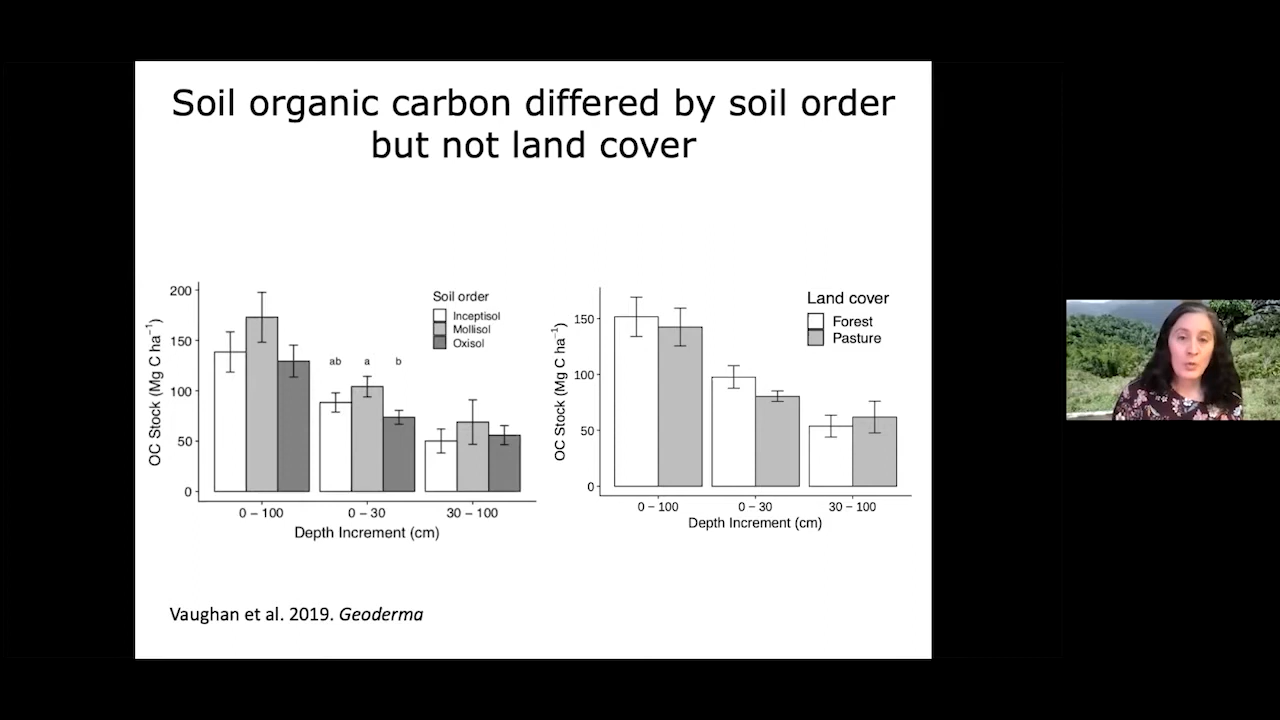 Soil organic carbon differed by soil order
but not land cover
OC Stock (Mg C ha⁻¹)
200
150
100
50
0
Soil order
Inceptisol
Mollisol
Oxisol
ab a b
0 – 100 0 – 30 30 – 100
Depth Increment (cm)
OC Stock (Mg C ha⁻¹)
150
100
50
0
Land cover
Forest
Pasture
0 – 100 0 – 30 30 – 100
Depth Increment (cm)
Vaughan et al. 2019. Geoderma